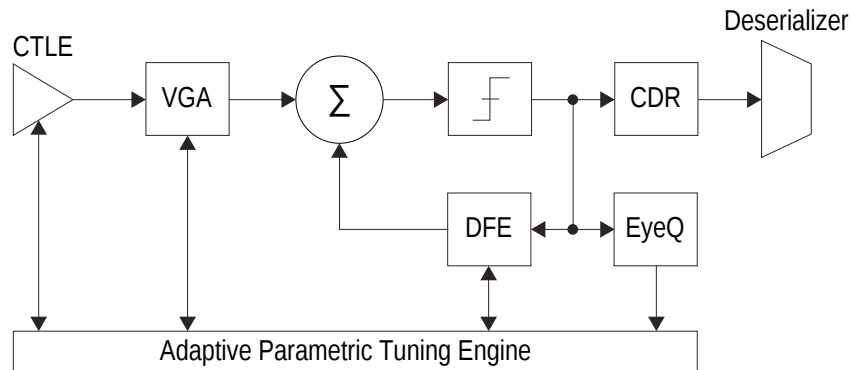 Deserializer
CTLE
VGA
Σ
CDR
DFE
EyeQ
Adaptive Parametric Tuning Engine